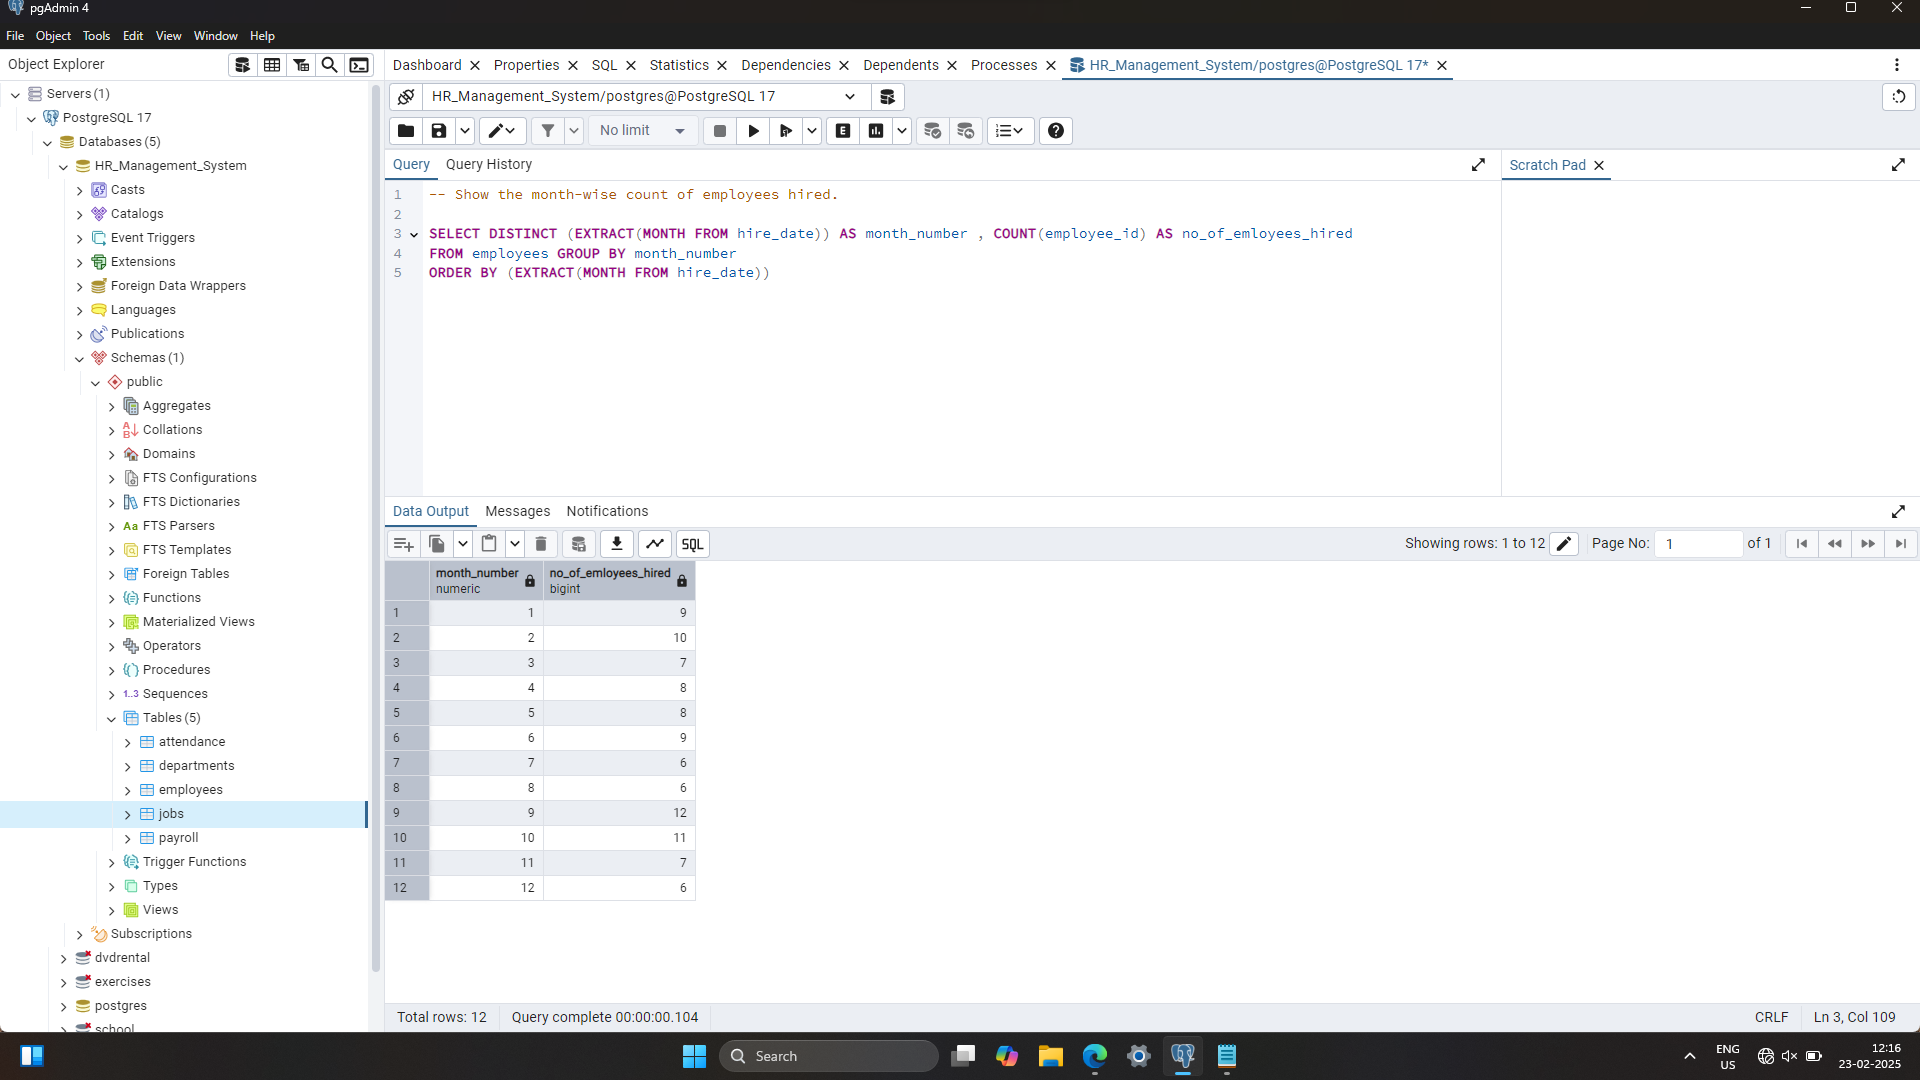 pgAdmin 4
File Object Tools Edit View Window Help
Object Explorer
Servers (1)
PostgreSQL 17
Databases (5)
HR_Management_System
Casts
Catalogs
Event Triggers
Extensions
Foreign Data Wrappers
Languages
Publications
Schemas (1)
public
Aggregates
Collations
Domains
FTS Configurations
FTS Dictionaries
Aa FTS Parsers
FTS Templates
Foreign Tables
Functions
Materialized Views
Operators
Procedures
1..3 Sequences
Tables (5)
attendance
departments
employees
jobs
payroll
Trigger Functions
Types
Views
Subscriptions
dvdrental
exercises
postgres
school
Dashboard Properties SQL Statistics Dependencies Dependents Processes HR_Management_System/postgres@PostgreSQL 17*
HR_Management_System/postgres@PostgreSQL 17
No limit E
Query Query History
Scratch Pad
1 -- Show the month-wise count of employees hired.
2
3 SELECT DISTINCT (EXTRACT(MONTH FROM hire_date)) AS month_number , COUNT(employee_id) AS no_of_emloyees_hired
4 FROM employees GROUP BY month_number
5 ORDER BY (EXTRACT(MONTH FROM hire_date))
Data Output Messages Notifications
SQL Showing rows: 1 to 12 Page No: 1 of 1
month_number no_of_emloyees_hired
numeric bigint
1 1 9
2 2 10
3 3 7
4 4 8
5 5 8
6 6 9
7 7 6
8 8 6
9 9 12
10 10 11
11 11 7
12 12 6
Total rows: 12 Query complete 00:00:00.104 CRLF Ln 3, Col 109
Search
ENG
US
12:16
23-02-2025